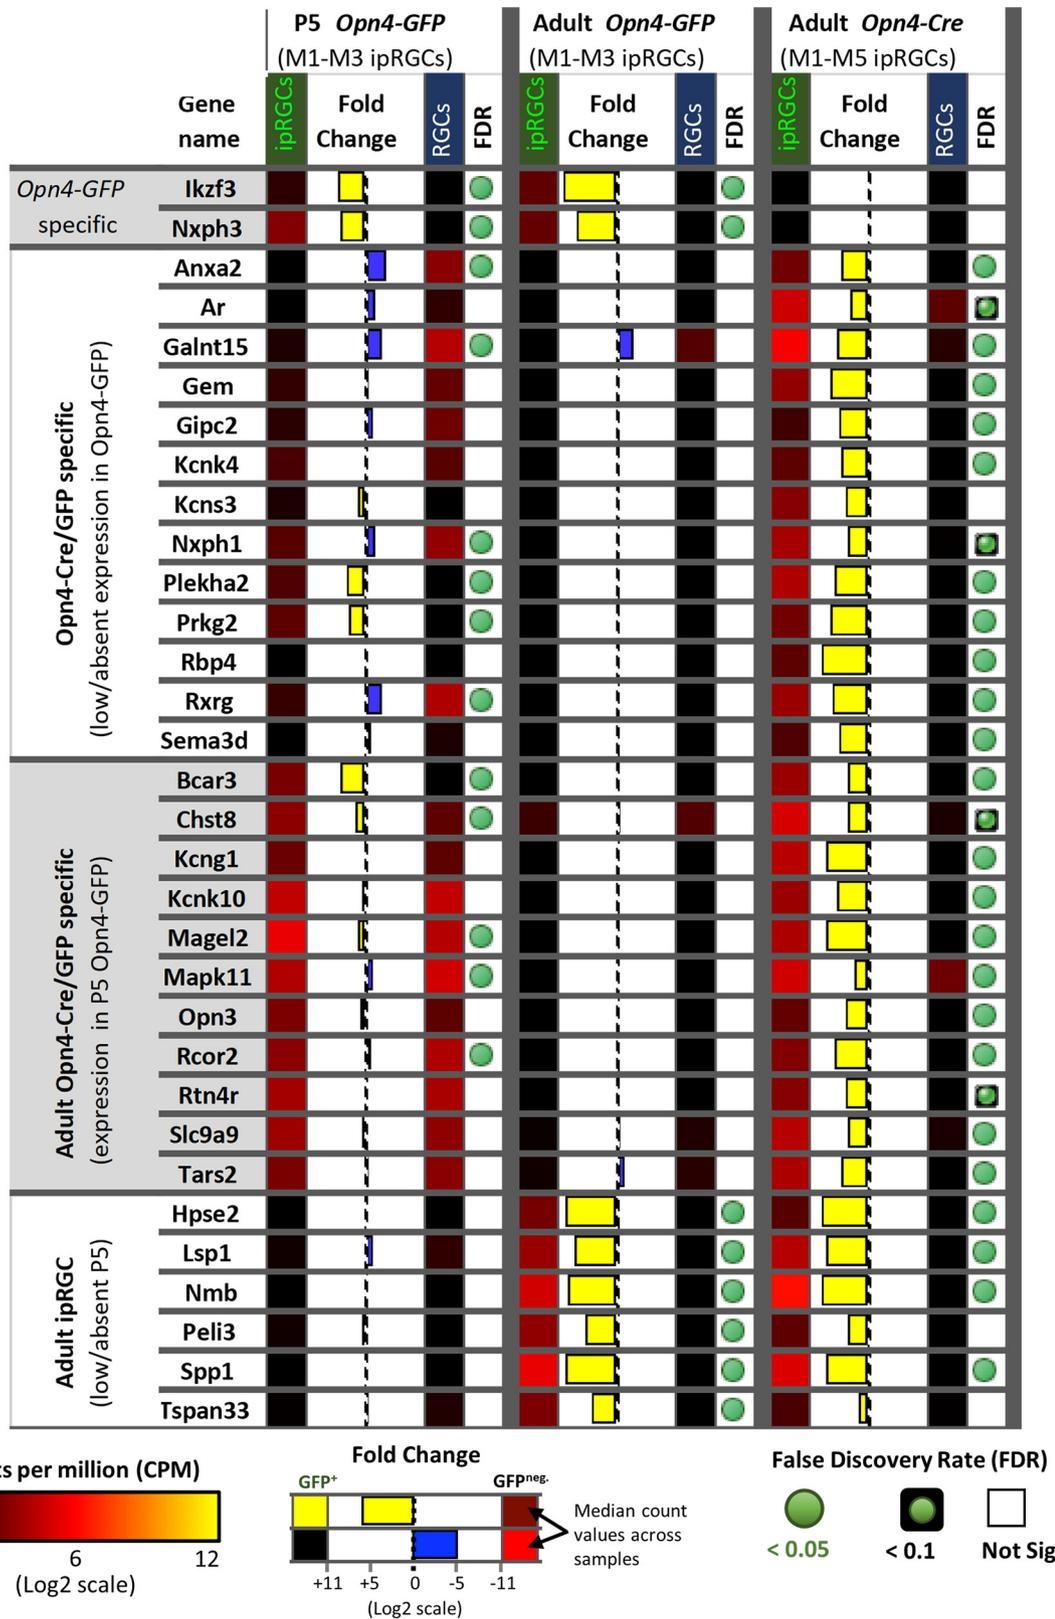 P5 Opn4-GFP
(M1-M3 ipRGCs)
Adult Opn4-GFP
(M1-M3 ipRGCs)
Adult Opn4-Cre
(M1-M5 ipRGCs)
Gene name
ipRGCs
Fold Change
RGCs
FDR
ipRGCs
Fold Change
RGCs
FDR
ipRGCs
Fold Change
RGCs
FDR
Opn4-GFP
specific
Ikzf3
Nxph3
Opn4-Cre/GFP specific
(low/absent expression in Opn4-GFP)
Anxa2
Ar
Galnt15
Gem
Gipc2
Kcnk4
Kcns3
Nxph1
Plekha2
Prkg2
Rbp4
Rxrg
Sema3d
Adult Opn4-Cre/GFP specific
(expression in P5 Opn4-GFP)
Bcar3
Chst8
Kcng1
Kcnk10
Magel2
Mapk11
Opn3
Rcor2
Rtn4r
Slc9a9
Tars2
Adult ipRGC
(low/absent P5)
Hpse2
Lsp1
Nmb
Peli3
Spp1
Tspan33
s per million (CPM)
6 12
(Log2 scale)
Fold Change
GFP+ GFPneg.
+11 +5 0 -5 -11
(Log2 scale)
Median count
values across
samples
False Discovery Rate (FDR)
< 0.05 < 0.1 Not Sig